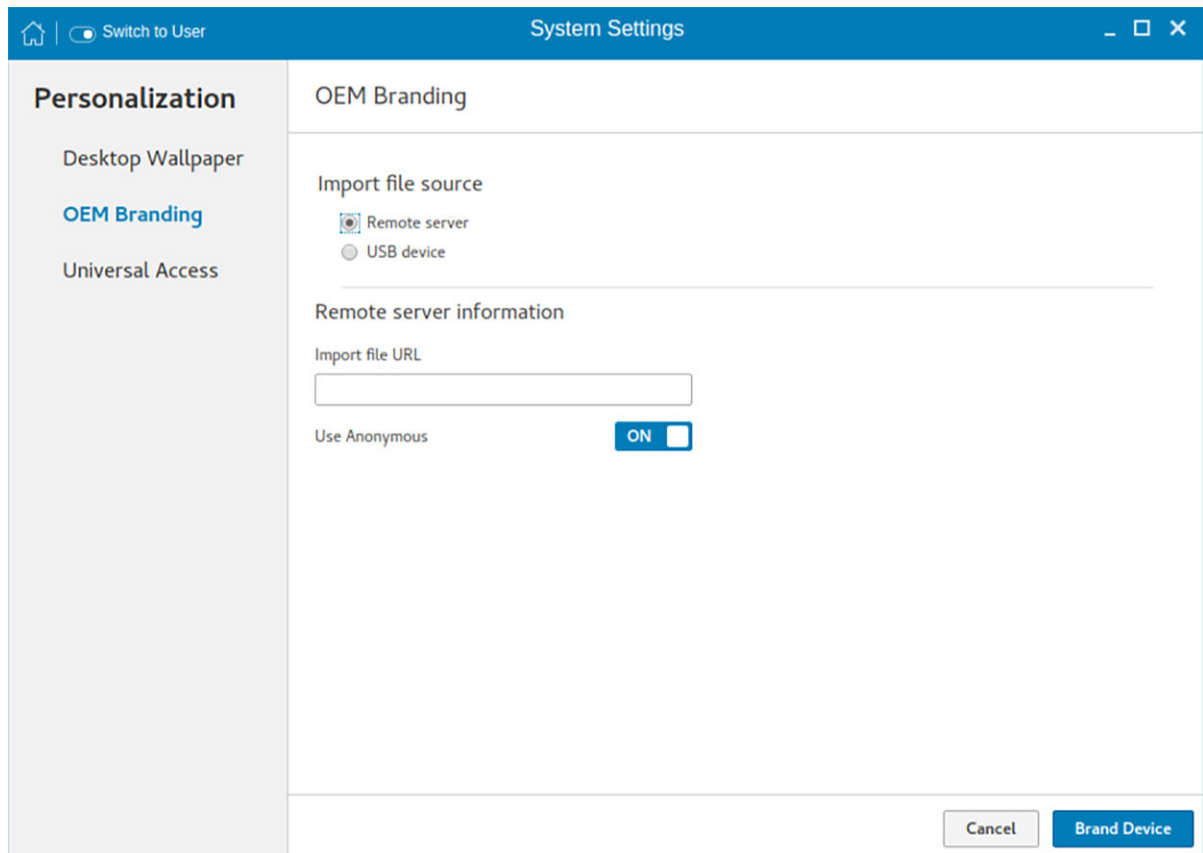 Switch to User
System Settings
Personalization
Desktop Wallpaper
OEM Branding
Universal Access
OEM Branding
Import file source
Remote server
USB device
Remote server information
Import file URL
Use Anonymous
ON
Cancel
Brand Device